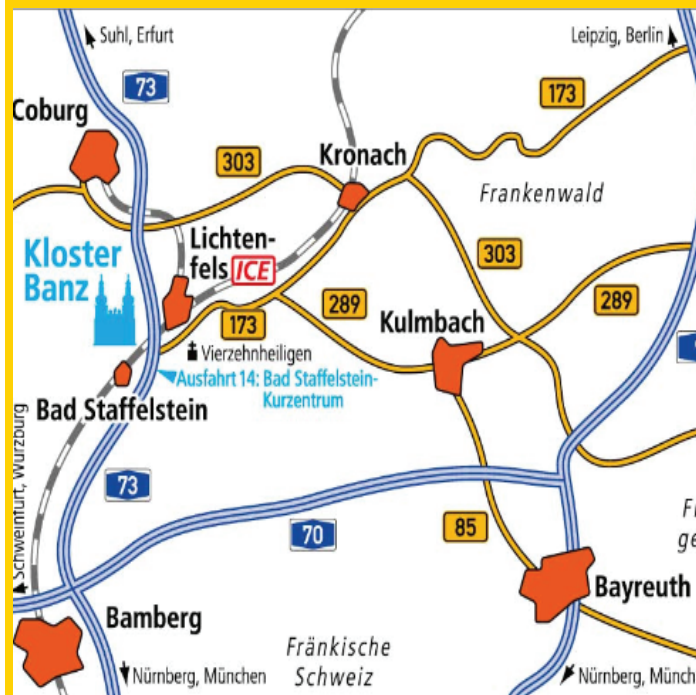 Suhl, Erfurt
Leipzig, Berlin
73
173
Coburg
303
Kronach
Frankenwald
Kloster
Banz
Lichten-
fels ICE
303
289
289
173
Kulmbach
Vierzehnheiligen
Ausfahrt 14: Bad Staffelstein-
Kurzentrum
Bad Staffelstein
Schweinfurt, Würzburg
73
70
85
Bayreuth
Bamberg
Fränkische
Schweiz
Nürnberg, München
Nürnberg, Münch